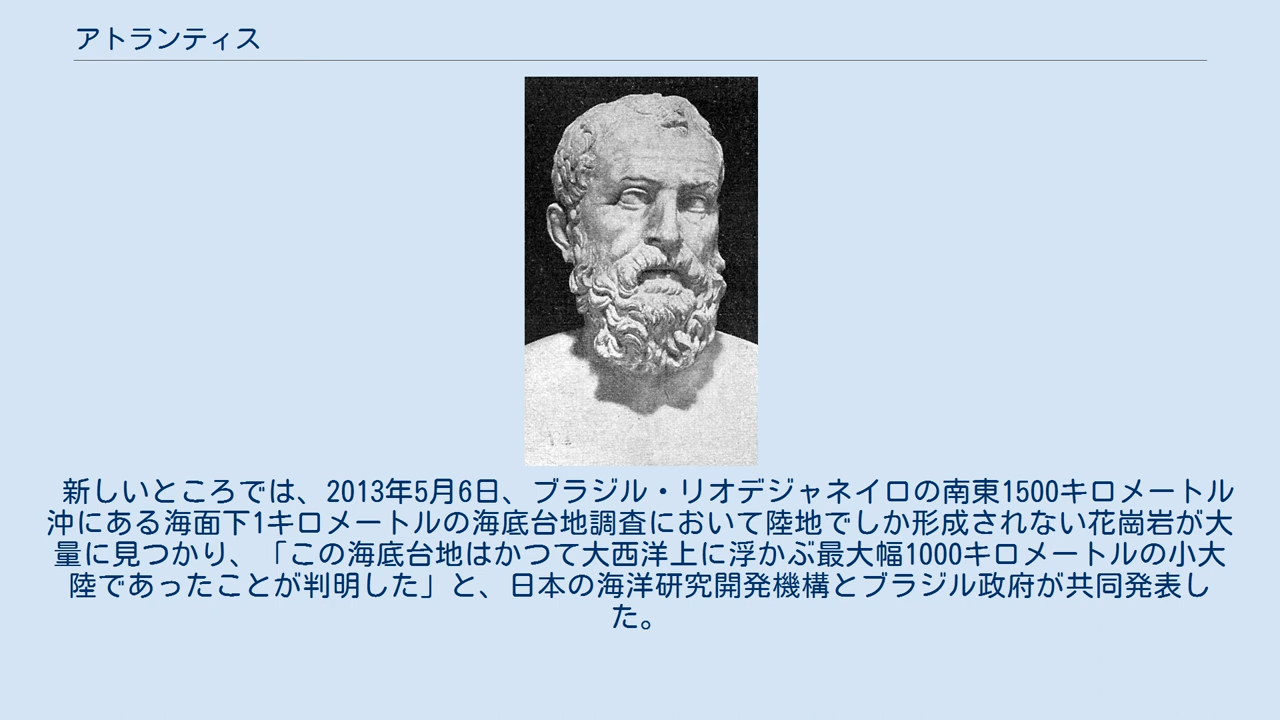 アトランティス
新しいところでは、2013年5月6日、ブラジル・リオデジャネイロの南東1500キロメートル
沖にある海面下1キロメートルの海底台地調査において陸地でしか形成されない花崗岩が大
量に見つかり、「この海底台地はかつて大西洋上に浮かぶ最大幅1000キロメートルの小大
陸であったことが判明した」と、日本の海洋研究開発機構とブラジル政府が共同発表し
た。